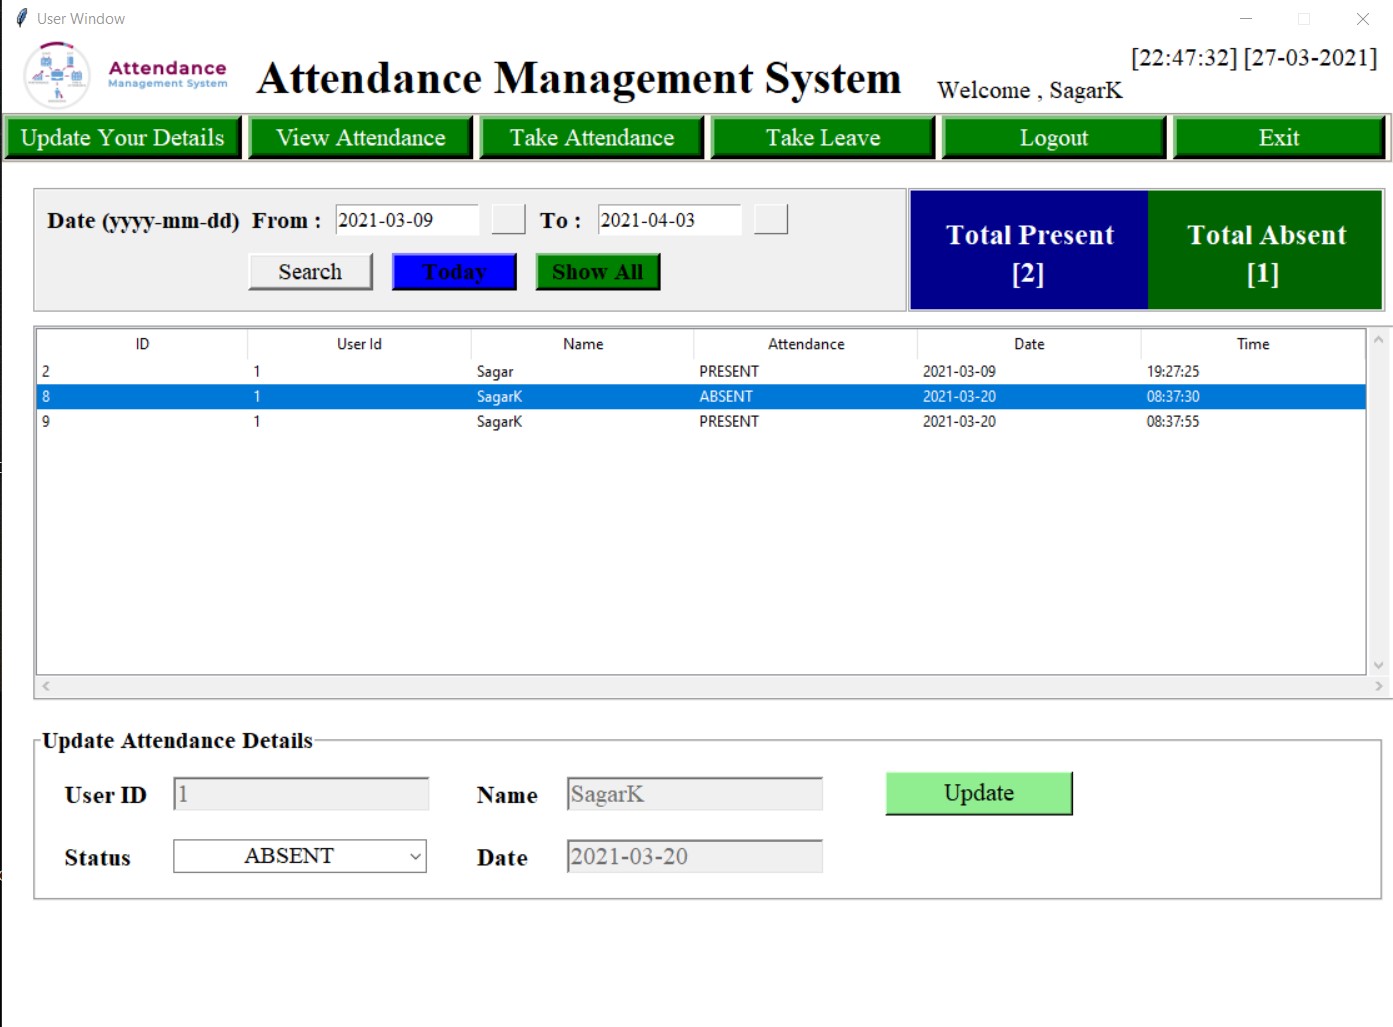 User Window
Attendance
Management System
Attendance Management System
[22:47:32] [27-03-2021]
Welcome , SagarK
Update Your Details View Attendance Take Attendance Take Leave Logout Exit
Date (yyyy-mm-dd) From : 2021-03-09 To : 2021-04-03
Search Today Show All
Total Present
[2]
Total Absent
[1]
ID User Id Name Attendance Date Time
2 1 Sagar PRESENT 2021-03-09 19:27:25
8 1 SagarK ABSENT 2021-03-20 08:37:30
9 1 SagarK PRESENT 2021-03-20 08:37:55
Update Attendance Details
User ID 1 Name SagarK Update
Status ABSENT Date 2021-03-20